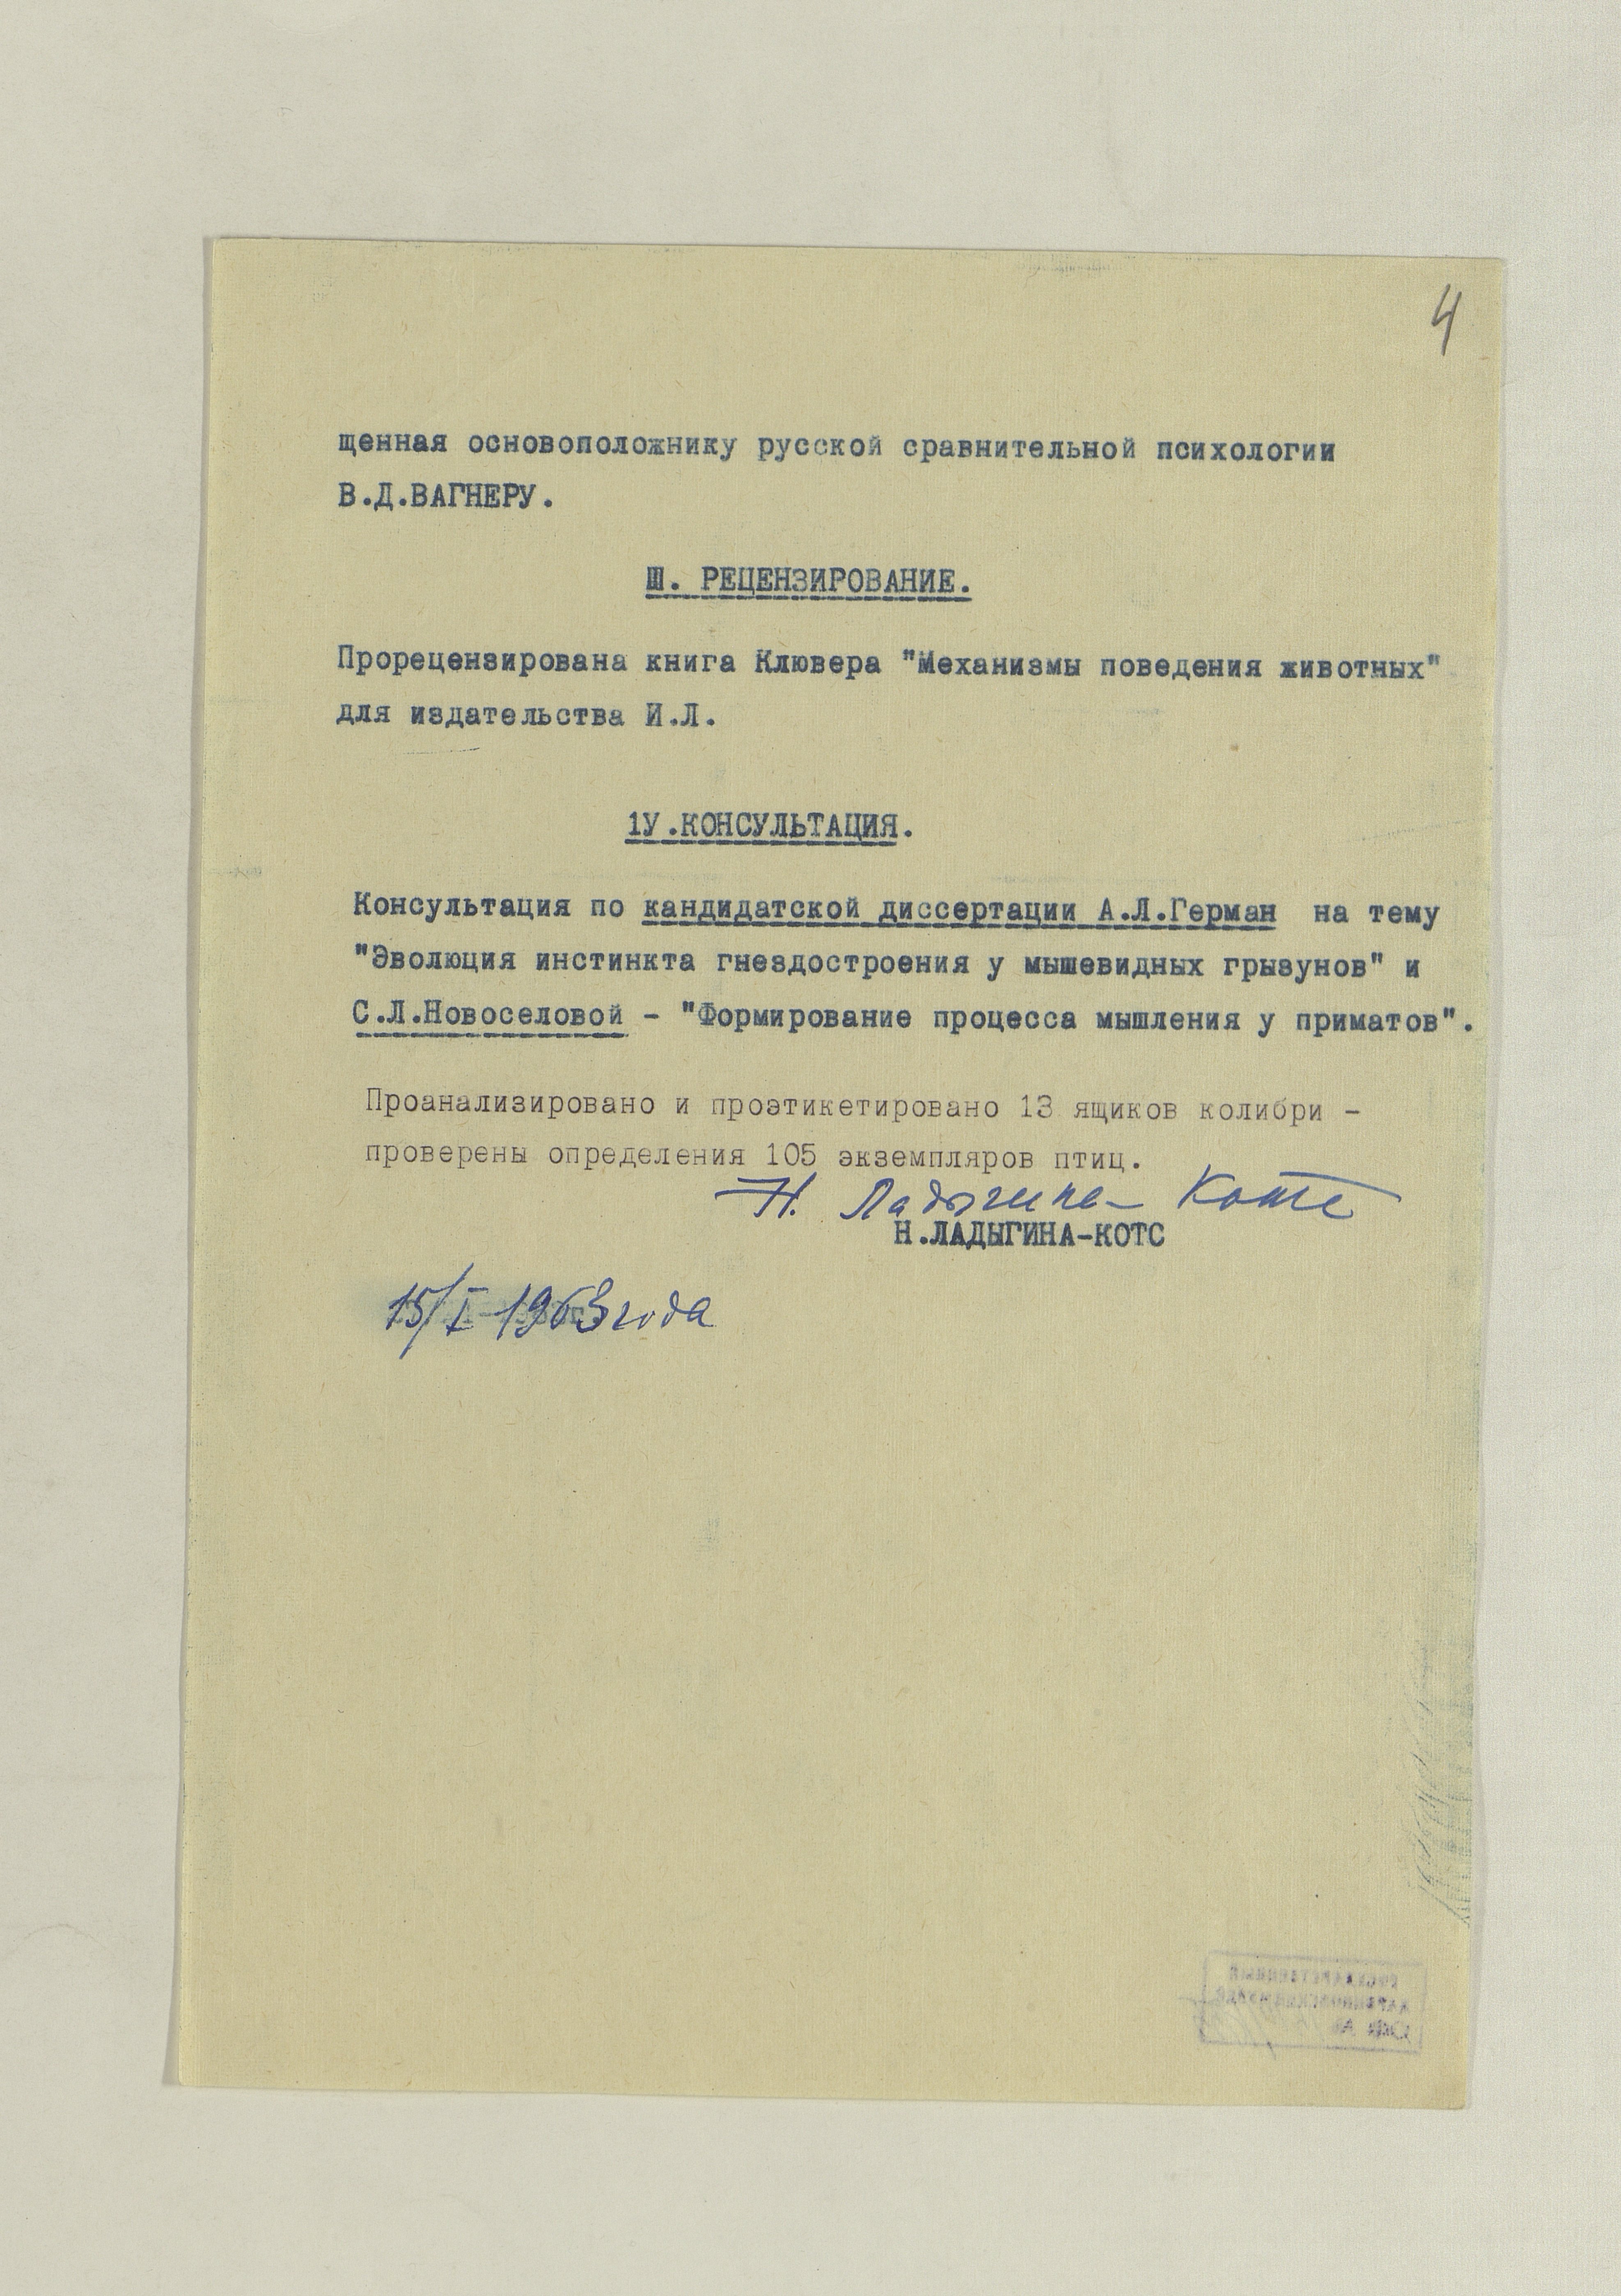 4
щенная основоположнику русской сравнительной психологии
В.Д.ВАГНЕРУ.
Ш. РЕЦЕНЗИРОВАНИЕ.
Прорецензирована книга Клювера "Механизмы поведения животных"
для издательства И.Л.
1У.КОНСУЛЬТАЦИЯ.
Консультация по кандидатской диссертации А.Л.Герман на тему
"Эволюция инстинкта гнездостроения у мышевидных грызунов" и
С.Л.Новоселовой - "Формирование процесса мышления у приматов".
Проанализировано и проэтикетировано 13 ящиков колибри -
проверены определения 105 экземпляров птиц.
Н. Ладыгина-Котс
Н.ЛАДЫГИНА-КОТС
15/I-1963 года